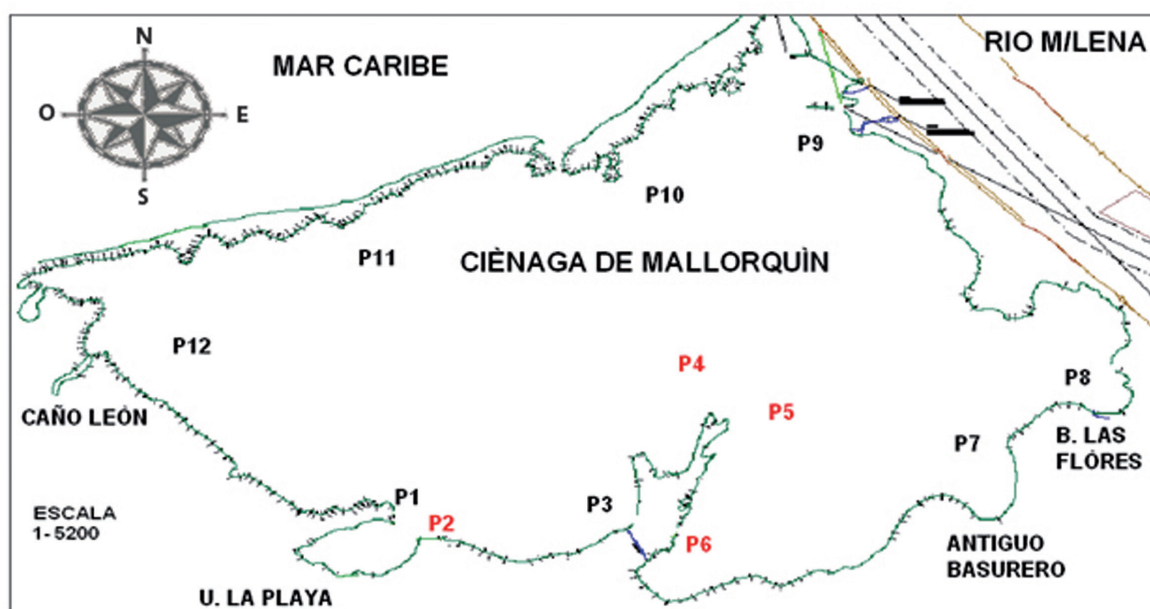 N
MAR CARIBE
RIO M/LENA
O
E
S
P9
P10
P11
CIÈNAGA DE MALLORQUÌN
P12
P4
P8
CAÑO LEÓN
P5
P7
B. LAS
FLÓRES
P1
P3
P2
ESCALA
1-5200
P6
ANTIGUO
BASURERO
U. LA PLAYA